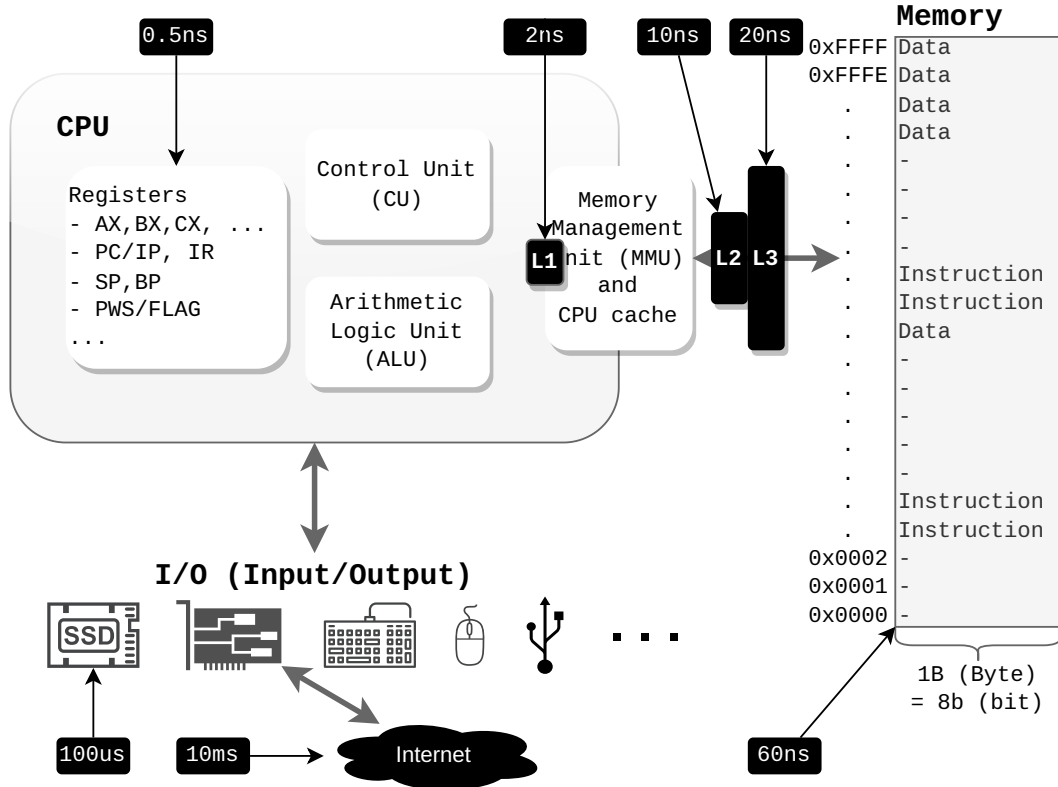 0.5ns
2ns
10ns
20ns
CPU
Registers
- AX,BX,CX, ...
- PC/IP, IR
- SP,BP
- PWS/FLAG
...
Control Unit
(CU)
Arithmetic
Logic Unit
(ALU)
L1
Memory
Management
nit (MMU)
and
CPU cache
L2
L3
Memory
0xFFFF Data
0xFFFE Data
. Data
. Data
. -
. -
. -
. -
. Instruction
. Instruction
. Data
. -
. -
. -
. -
. -
. Instruction
. Instruction
0x0002 -
0x0001 -
0x0000 -
1B (Byte)
= 8b (bit)
I/O (Input/Output)
SSD
...
100us
10ms
Internet
60ns